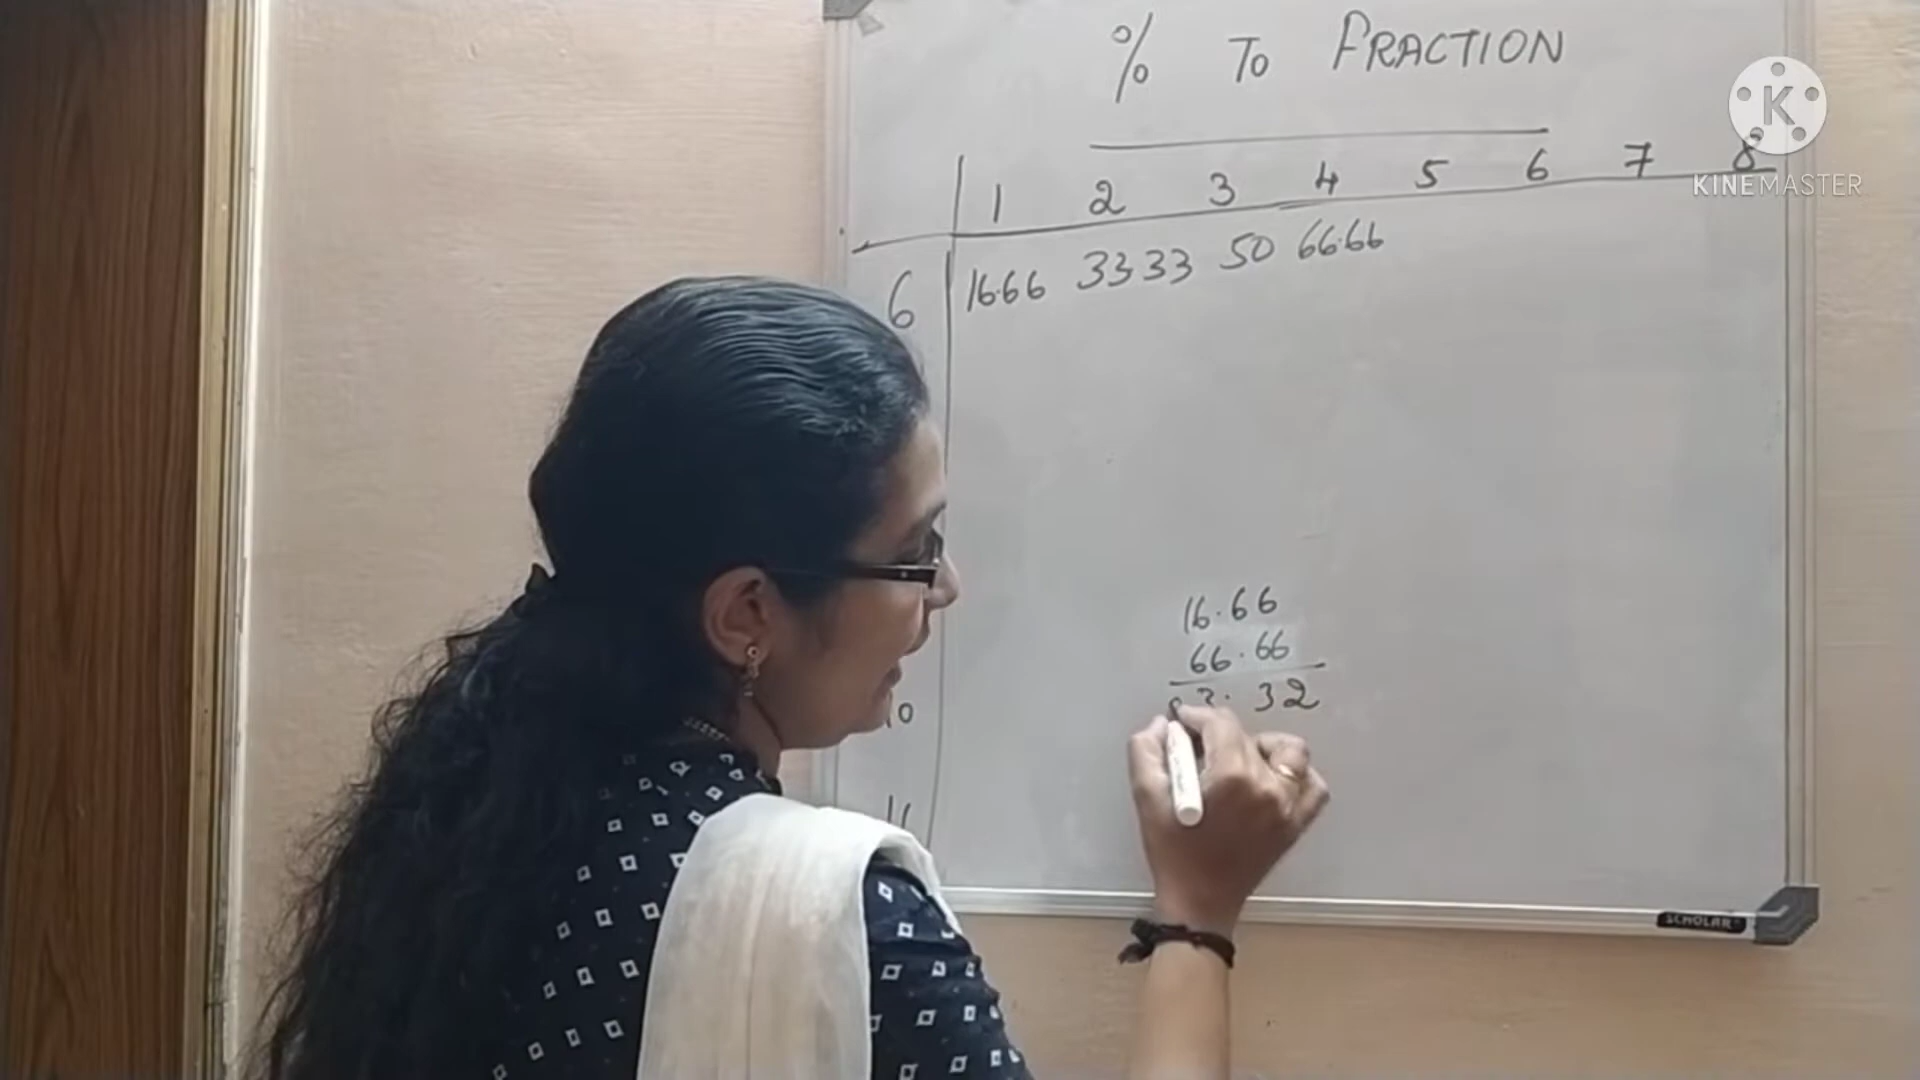 % TO FRACTION
K
KINEMASTER
1 2 3 4 5 6 7 8
6 16.66 33 33 50 66.66
16.66
66.66
3.32
10
SCHOLAR